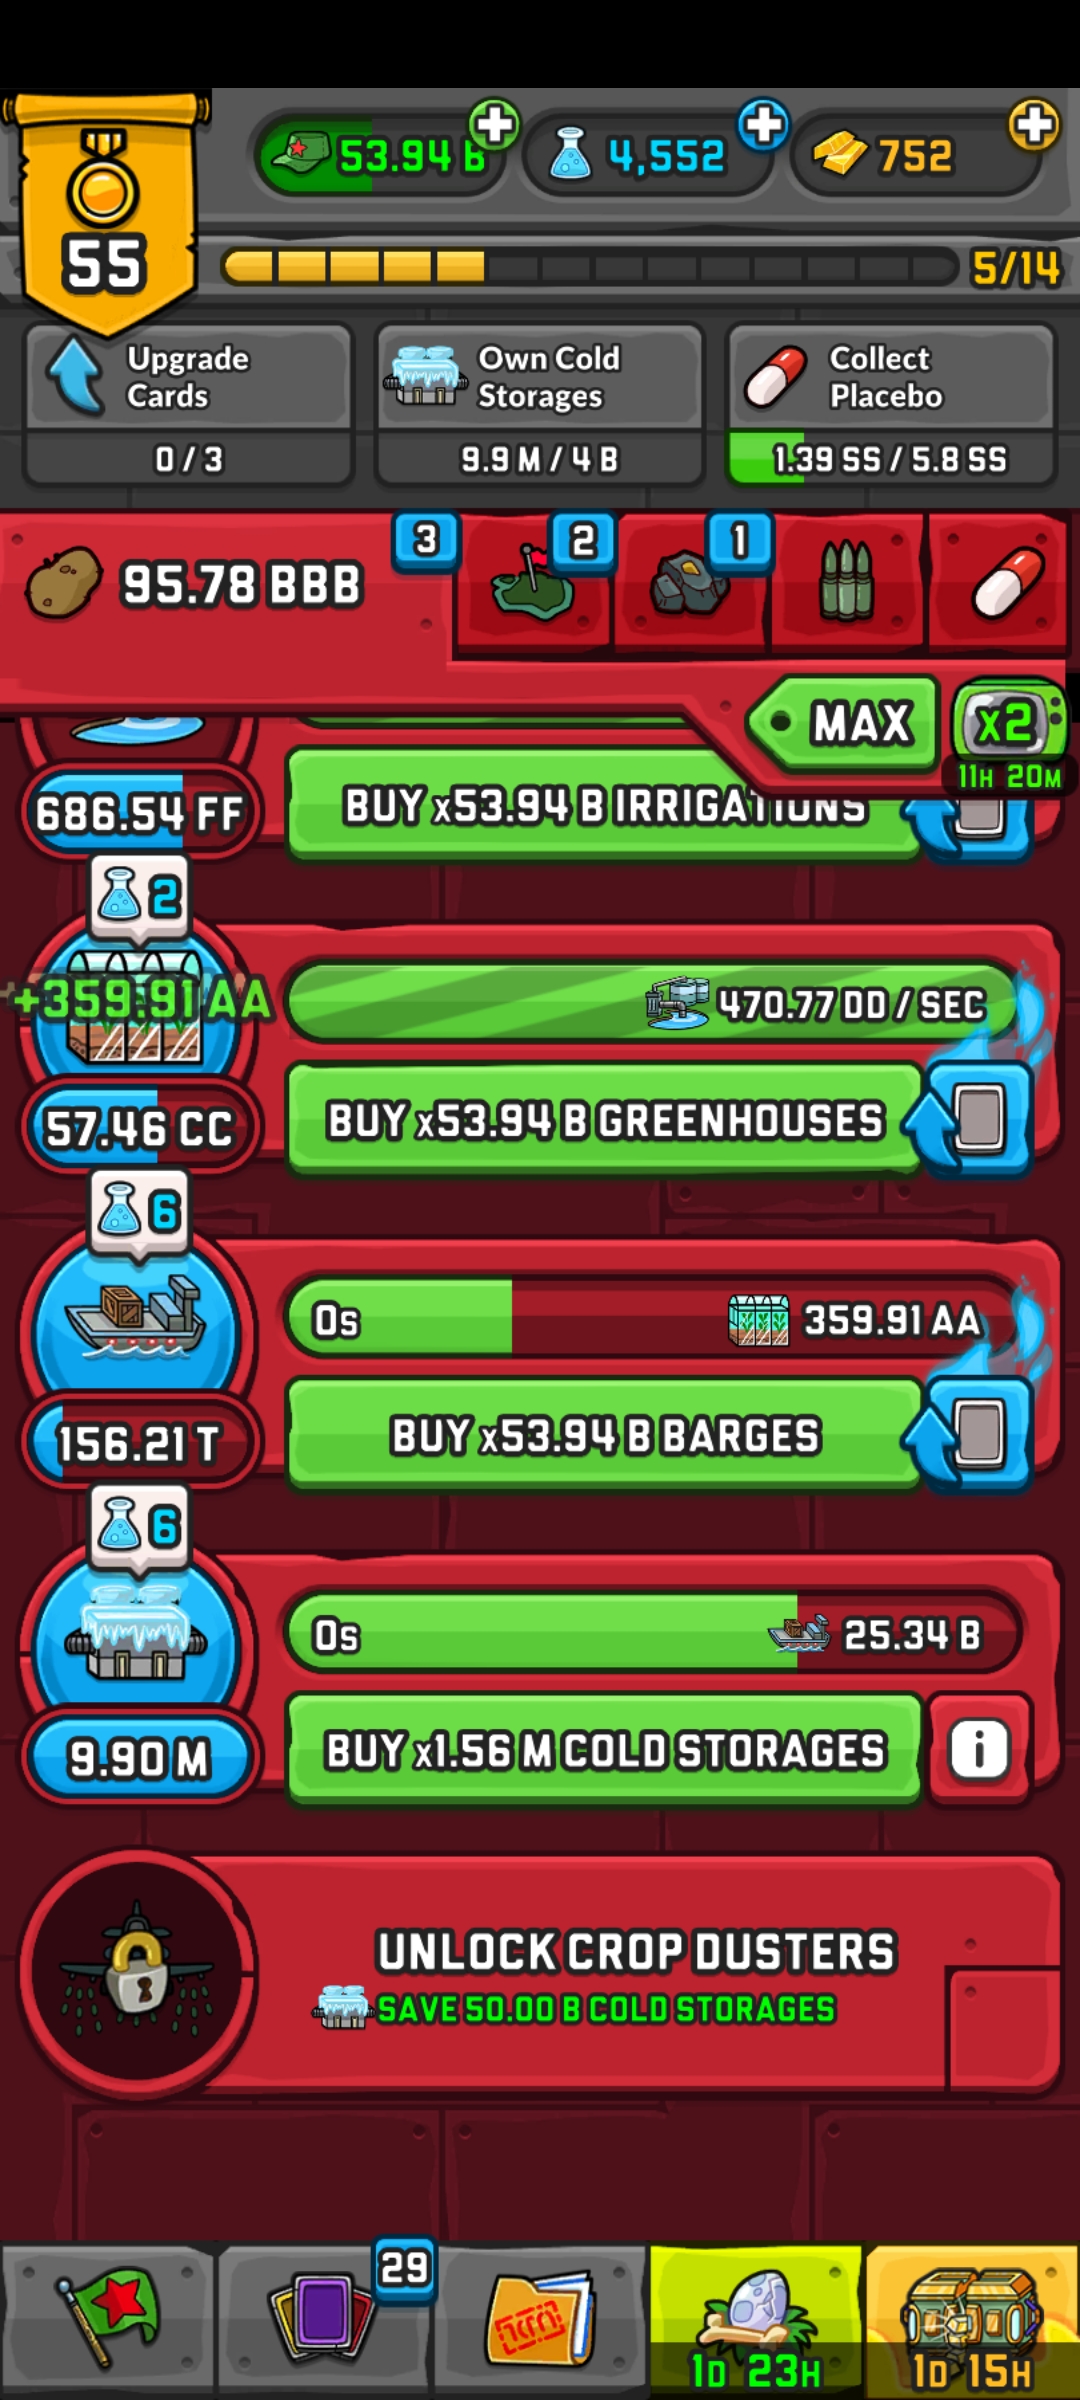 53.94 B
4,552
752
55
5/14
Upgrade
Cards
0 / 3
Own Cold
Storages
9.9 M / 4 B
Collect
Placebo
1.39 SS / 5.8 SS
95.78 BBB
3
2
1
MAX
x2
11H 20M
686.54 FF
BUY x53.94 B IRRIGATIONS
2
+359.91 AA
470.77 DD / SEC
57.46 CC
BUY x53.94 B GREENHOUSES
6
0s
359.91 AA
156.21 T
BUY x53.94 B BARGES
6
0s
25.34 B
9.90 M
BUY x1.56 M COLD STORAGES
i
UNLOCK CROP DUSTERS
SAVE 50.00 B COLD STORAGES
29
1D 23H
1D 15H